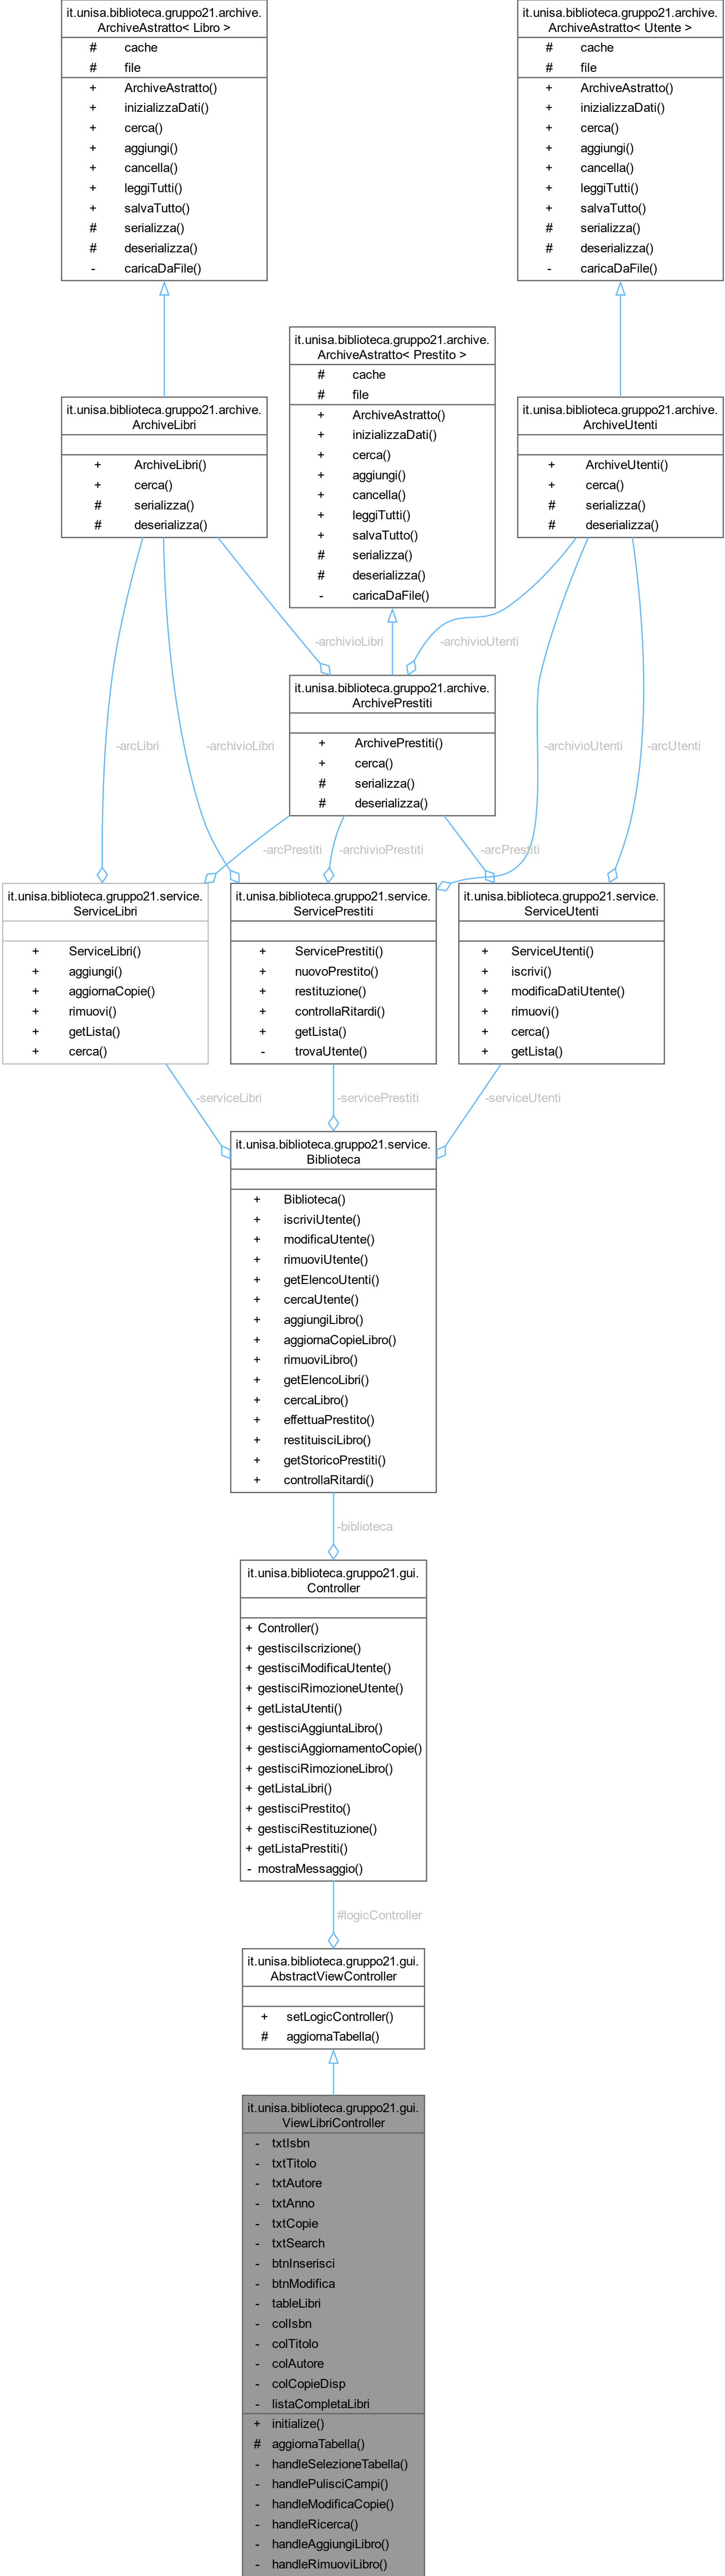 it.unisa.biblioteca.gruppo21.archive.
ArchiveAstratto< Libro >
# cache
# file
+ ArchiveAstratto()
+ inizializzaDati()
+ cerca()
+ aggiungi()
+ cancella()
+ leggiTutti()
+ salvaTutto()
# serializza()
# deserializza()
- caricaDaFile()
it.unisa.biblioteca.gruppo21.archive.
ArchiveAstratto< Utente >
# cache
# file
+ ArchiveAstratto()
+ inizializzaDati()
+ cerca()
+ aggiungi()
+ cancella()
+ leggiTutti()
+ salvaTutto()
# serializza()
# deserializza()
- caricaDaFile()
it.unisa.biblioteca.gruppo21.archive.
ArchiveAstratto< Prestito >
# cache
# file
+ ArchiveAstratto()
+ inizializzaDati()
+ cerca()
+ aggiungi()
+ cancella()
+ leggiTutti()
+ salvaTutto()
# serializza()
# deserializza()
- caricaDaFile()
it.unisa.biblioteca.gruppo21.archive.
ArchiveLibri
+ ArchiveLibri()
+ cerca()
# serializza()
# deserializza()
it.unisa.biblioteca.gruppo21.archive.
ArchiveUtenti
+ ArchiveUtenti()
+ cerca()
# serializza()
# deserializza()
-archivioLibri
-archivioUtenti
it.unisa.biblioteca.gruppo21.archive.
ArchivePrestiti
+ ArchivePrestiti()
+ cerca()
# serializza()
# deserializza()
-arcLibri
-archivioLibri
-archivioUtenti
-arcUtenti
-arcPrestiti
-archivioPrestiti
-arcPrestiti
it.unisa.biblioteca.gruppo21.service.
ServiceLibri
+ ServiceLibri()
+ aggiungi()
+ aggiornaCopie()
+ rimuovi()
+ getLista()
+ cerca()
it.unisa.biblioteca.gruppo21.service.
ServicePrestiti
+ ServicePrestiti()
+ nuovoPrestito()
+ restituzione()
+ controllaRitardi()
+ getLista()
- trovaUtente()
it.unisa.biblioteca.gruppo21.service.
ServiceUtenti
+ ServiceUtenti()
+ iscrivi()
+ modificaDatiUtente()
+ rimuovi()
+ cerca()
+ getLista()
-serviceLibri
-servicePrestiti
-serviceUtenti
it.unisa.biblioteca.gruppo21.service.
Biblioteca
+ Biblioteca()
+ iscriviUtente()
+ modificaUtente()
+ rimuoviUtente()
+ getElencoUtenti()
+ cercaUtente()
+ aggiungiLibro()
+ aggiornaCopieLibro()
+ rimuoviLibro()
+ getElencoLibri()
+ cercaLibro()
+ effettuaPrestito()
+ restituisciLibro()
+ getStoricoPrestiti()
+ controllaRitardi()
-biblioteca
it.unisa.biblioteca.gruppo21.gui.
Controller
+ Controller()
+ gestisciIscrizione()
+ gestisciModificaUtente()
+ gestisciRimozioneUtente()
+ getListaUtenti()
+ gestisciAggiuntaLibro()
+ gestisciAggiornamentoCopie()
+ gestisciRimozioneLibro()
+ getListaLibri()
+ gestisciPrestito()
+ gestisciRestituzione()
+ getListaPrestiti()
- mostraMessaggio()
#logicController
it.unisa.biblioteca.gruppo21.gui.
AbstractViewController
+ setLogicController()
# aggiornaTabella()
it.unisa.biblioteca.gruppo21.gui.
ViewLibriController
- txtIsbn
- txtTitolo
- txtAutore
- txtAnno
- txtCopie
- txtSearch
- btnInserisci
- btnModifica
- tableLibri
- colIsbn
- colTitolo
- colAutore
- colCopieDisp
- listaCompletaLibri
+ initialize()
# aggiornaTabella()
- handleSelezioneTabella()
- handlePulisciCampi()
- handleModificaCopie()
- handleRicerca()
- handleAggiungiLibro()
- handleRimuoviLibro()